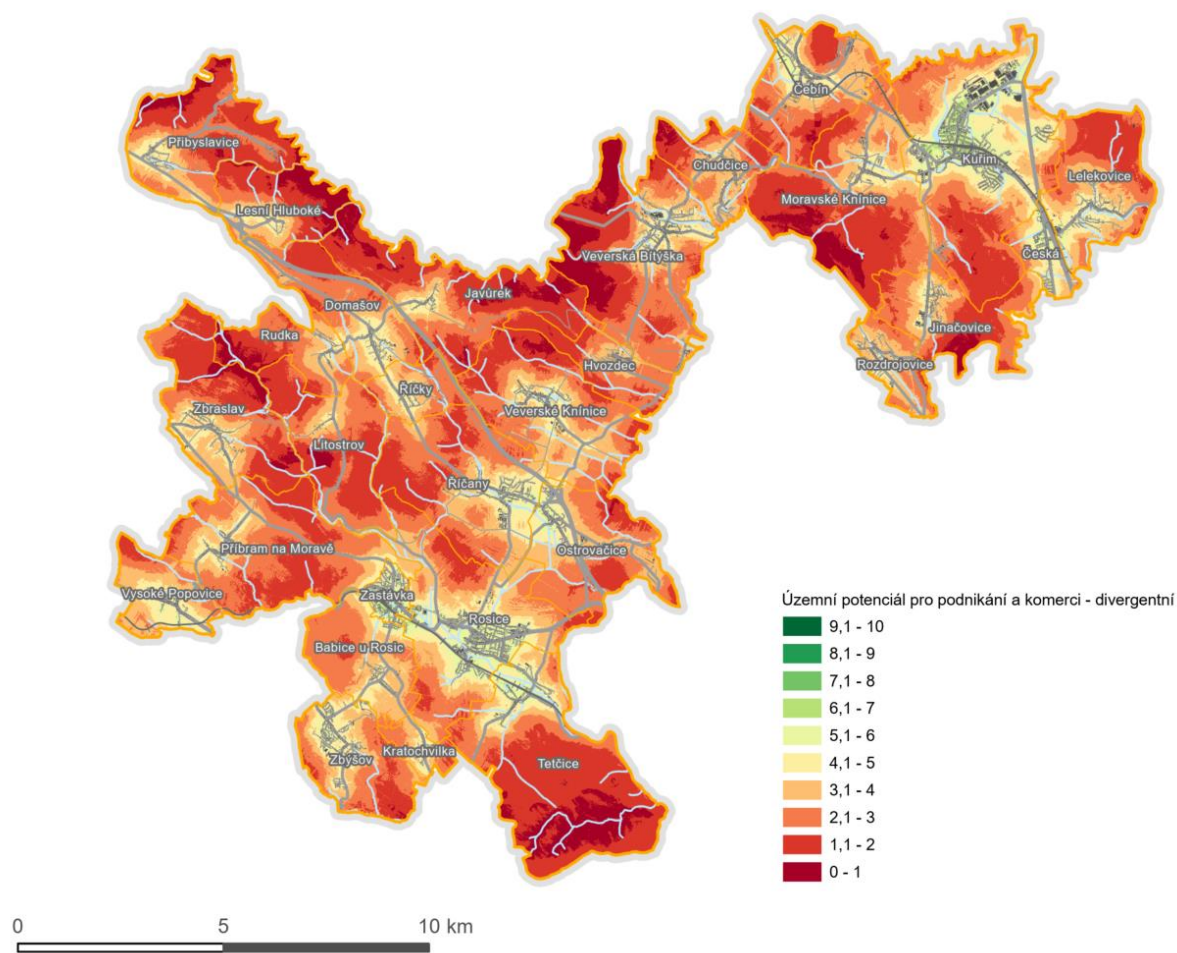 Čebín
Přibyslavice
Kuřim
Chudčice
Lelekovice
Moravské Knínice
Lesní Hluboké
Veverská Bítýška
Česká
Javůrek
Domašov
Jinačovice
Rudka
Hvozdec
Rozdrojovice
Říčky
Zbraslav
Veverské Knínice
Litostrov
Říčany
Příbram na Moravě
Ostrovačice
Vysoké Popovice
Zastávka
Rosice
Babice u Rosic
Zbýšov
Kratochvilka
Tetčice
Územní potenciál pro podnikání a komerci - divergentní
9,1 - 10
8,1 - 9
7,1 - 8
6,1 - 7
5,1 - 6
4,1 - 5
3,1 - 4
2,1 - 3
1,1 - 2
0 - 1
0 5 10 km